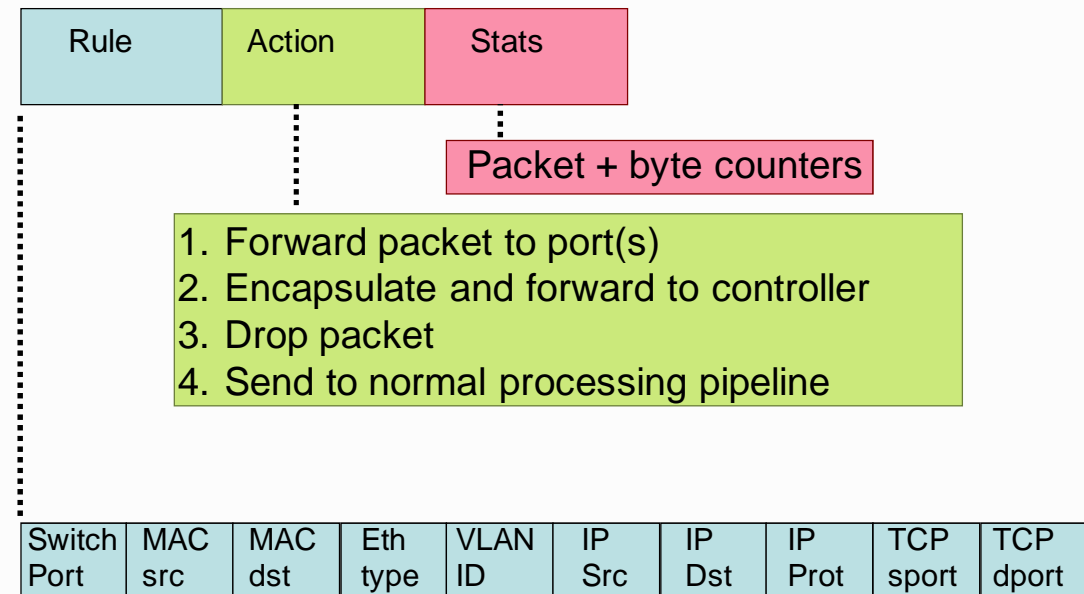 Rule Action Stats
Packet + byte counters
1. Forward packet to port(s)
2. Encapsulate and forward to controller
3. Drop packet
4. Send to normal processing pipeline
Switch MAC MAC Eth VLAN IP IP IP TCP TCP
Port src dst type ID Src Dst Prot sport dport